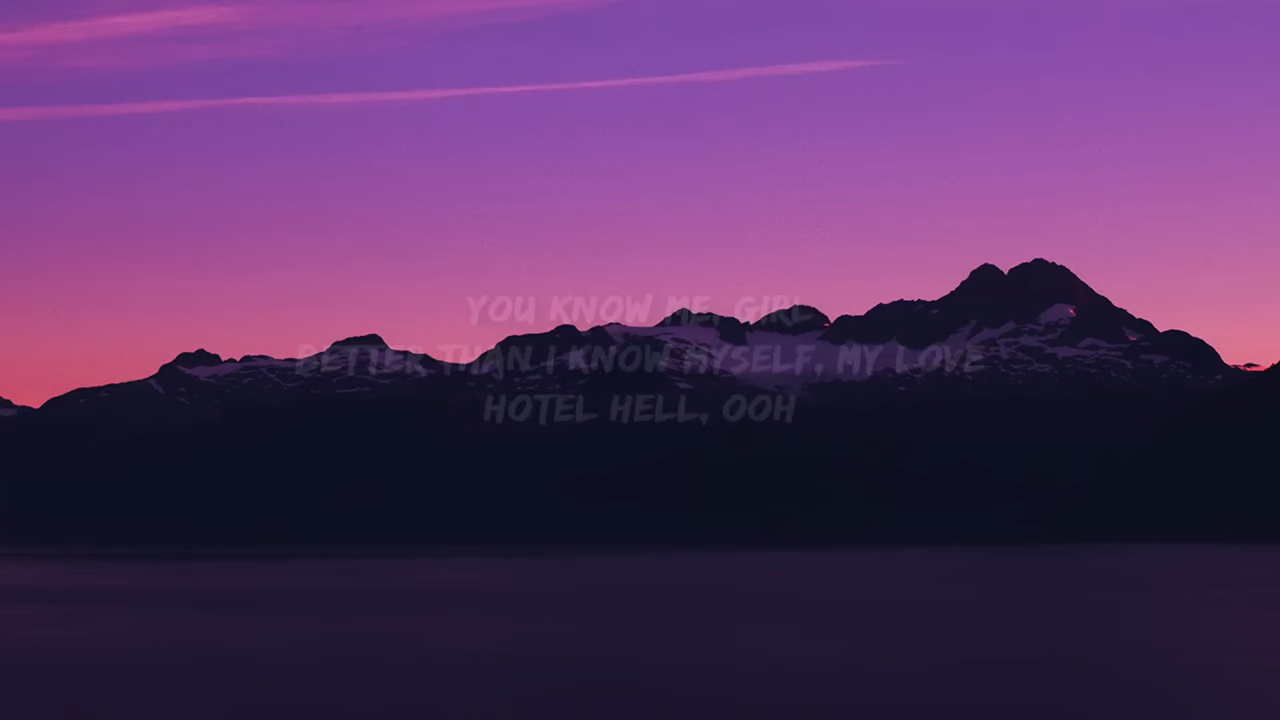 YOU KNOW ME, GIRL
BETTER THAN I KNOW MYSELF, MY LOVE
HOTEL HELL, OOH